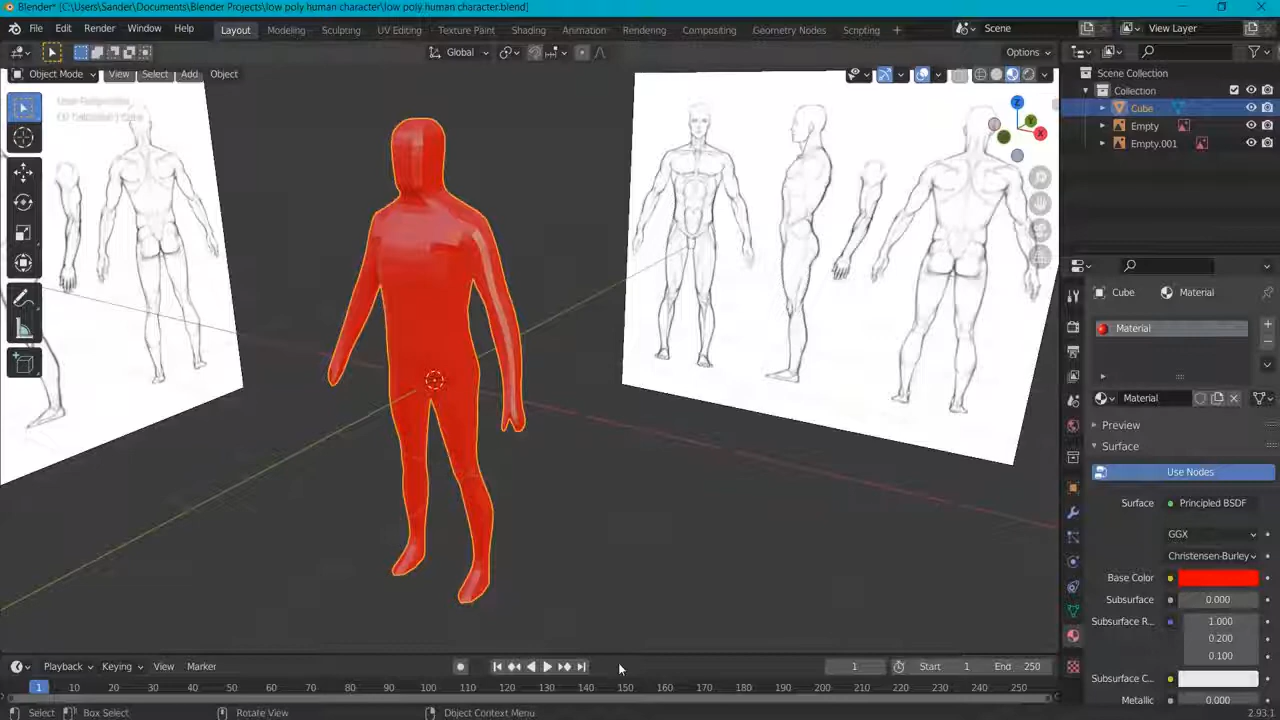 Blender* [C:\Users\Sander\Documents\Blender Projects\low poly human character\low poly human character.blend]
File Edit Render Window Help Layout Modeling Sculpting UV Editing Texture Paint Shading Animation Rendering Compositing Geometry Nodes Scripting Scene View Layer
Global Options
Object Mode View Select Add Object
Scene Collection
Collection
Cube
Empty
Empty.001
User Perspective
(1) Collection | Cube
X
Y
Z
Cube Material
Material
Material
Preview
Surface
Use Nodes
Surface Principled BSDF
GGX
Christensen-Burley
Base Color
Subsurface 0.000
Subsurface R... 1.000
0.200
0.100
Subsurface C...
Metallic 0.000
Playback Keying View Marker 1 Start 1 End 250
1 10 20 30 40 50 60 70 80 90 100 110 120 130 140 150 160 170 180 190 200 210 220 230 240 250
Select Box Select Rotate View Object Context Menu 2.93.1